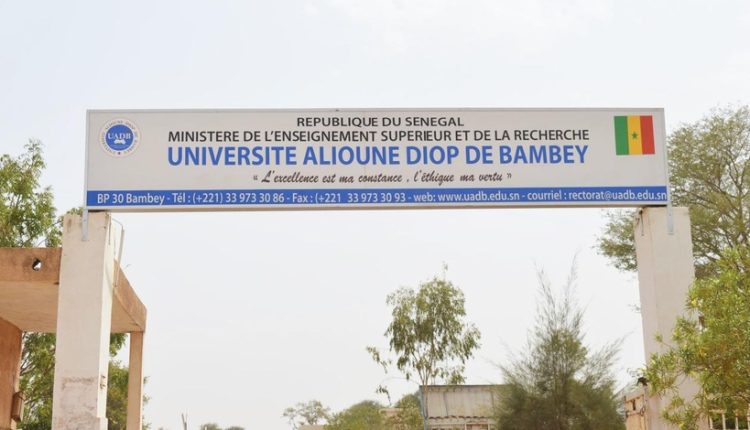 REPUBLIQUE DU SENEGAL
MINISTERE DE L'ENSEIGNEMENT SUPERIEUR ET DE LA RECHERCHE
UNIVERSITE ALIOUNE DIOP DE BAMBEY
" L'excellence est ma constance , l'éthique ma vertu "
BP 30 Bambey - Tél : (+221) 33 973 30 86 - Fax : (+221 33 973 30 93 - web: www.uadb.edu.sn - courriel : rectorat@uadb.edu.sn
UADB